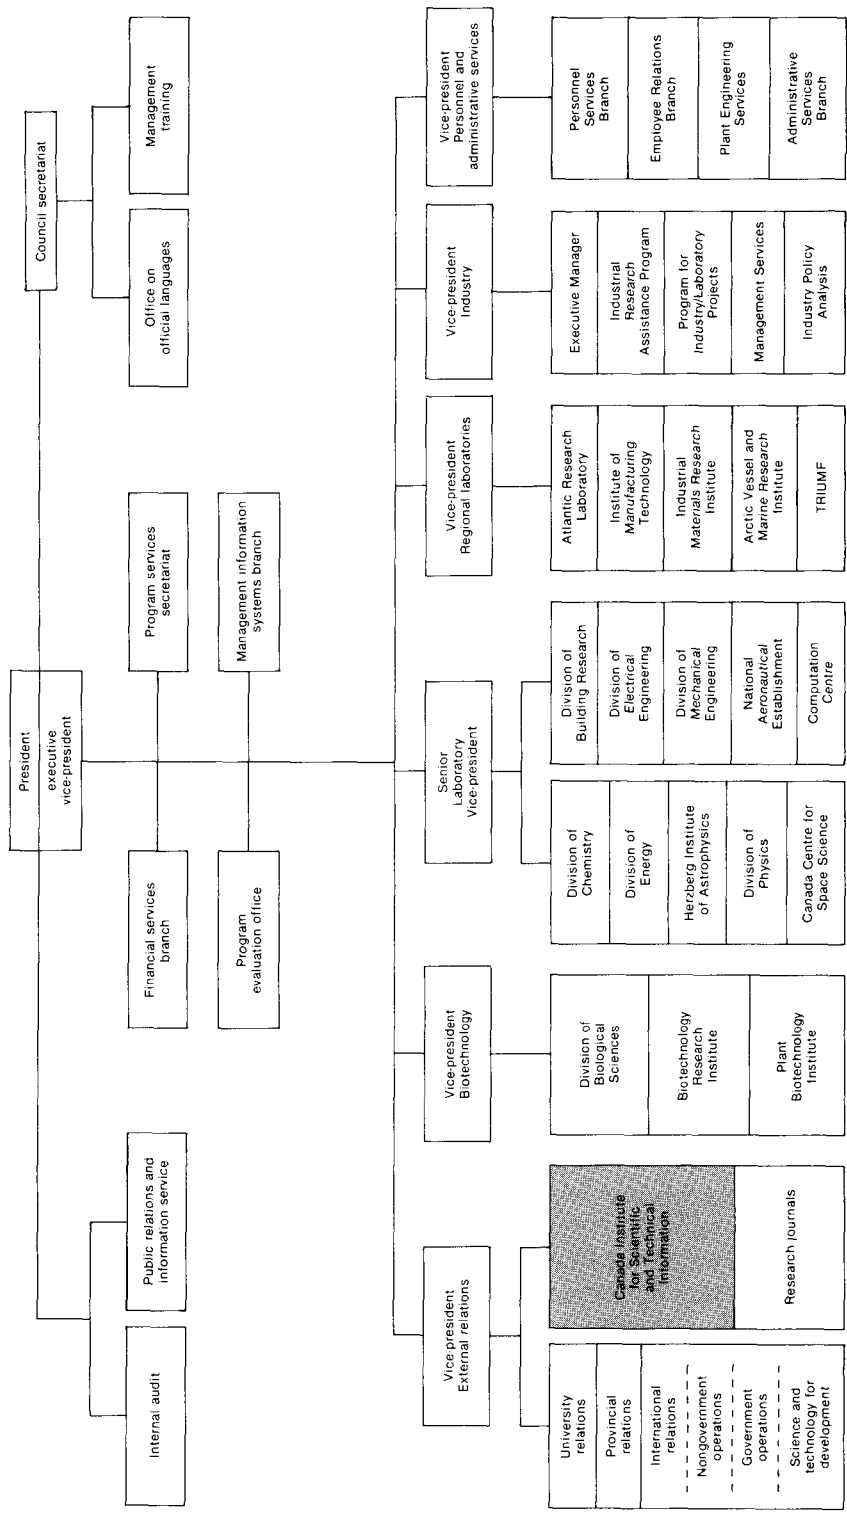 President
executive
vice-president
Internal audit
Public relations and
information service
Council secretariat
Office on
official languages
Management
training
Financial services
branch
Program services
secretariat
Program
evaluation office
Management information
systems branch
Vice-president
External relations
University
relations
Provincial
relations
International
relations
Nongovernment
operations
Government
operations
Science and
technology for
development
Canada Institute
for Scientific
and Technical
Information
Research Journals
Vice-president
Biotechnology
Division of
Biological
Sciences
Biotechnology
Research
Institute
Plant
Biotechnology
Institute
Senior
Laboratory
Vice-president
Division of
Chemistry
Division of
Energy
Herzberg Institute
of Astrophysics
Division of
Physics
Canada Centre for
Space Science
Division of
Building Research
Division of
Electrical
Engineering
Division of
Mechanical
Engineering
National
Aeronautical
Establishment
Computation
Centre
Vice-president
Regional laboratories
Atlantic Research
Laboratory
Institute of
Manufacturing
Technology
Industrial
Materials Research
Institute
Arctic Vessel and
Marine Research
Institute
TRIUMF
Vice-president
Industry
Executive Manager
Industrial
Research
Assistance Program
Program for
Industry/Laboratory
Projects
Management Services
Industry Policy
Analysis
Vice-president
Personnel and
administrative services
Personnel
Services
Branch
Employee Relations
Branch
Plant Engineering
Services
Administrative
Services
Branch